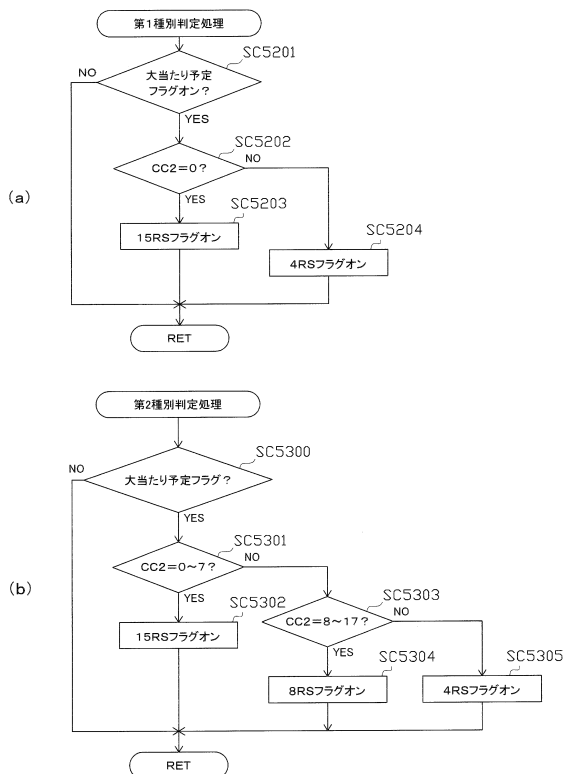 (a)
第1種別判定処理
SC5201
大当たり予定
フラグオン?
NO
YES
SC5202
CC2=0?
NO
YES
SC5203
15RSフラグオン
SC5204
4RSフラグオン
RET
(b)
第2種別判定処理
SC5300
大当たり予定フラグ?
NO
YES
SC5301
CC2=0~7?
NO
YES
SC5302
15RSフラグオン
SC5303
CC2=8~17?
NO
YES
SC5304
8RSフラグオン
SC5305
4RSフラグオン
RET